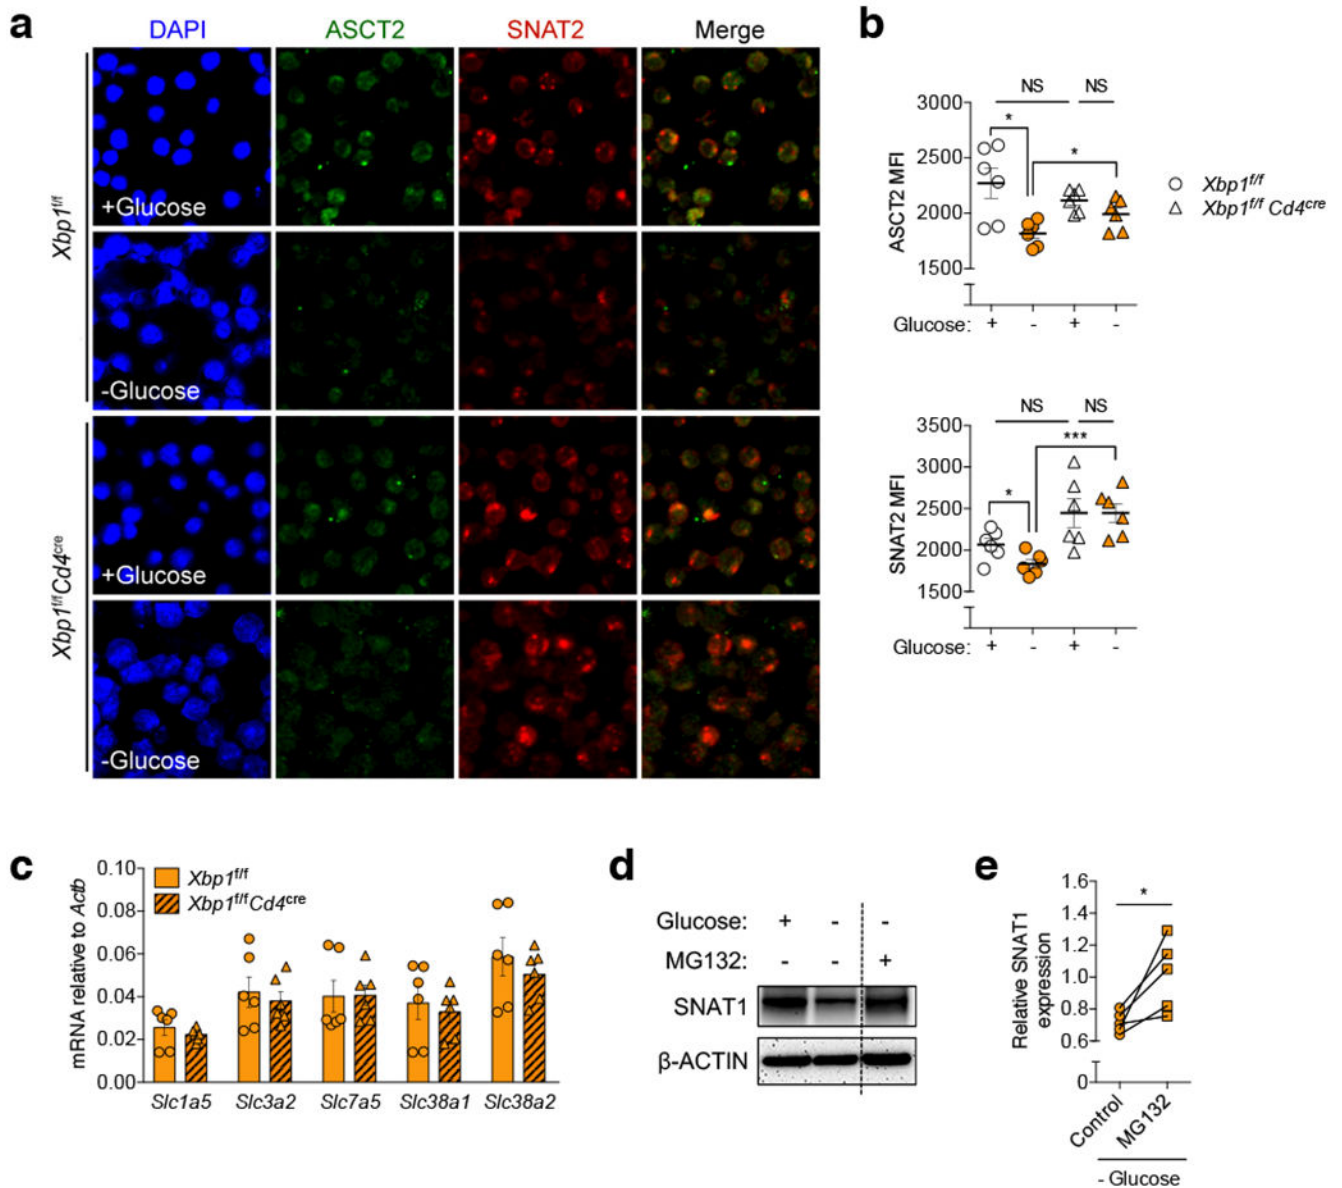 a
DAPI ASCT2 SNAT2 Merge
Xbp1f/f
+Glucose
-Glucose
Xbp1f/fCd4cre
+Glucose
-Glucose
b
NS NS
* *
3000
2500
2000
1500
ASCT2 MFI
Glucose: + - + -
Xbp1f/f
Xbp1f/f Cd4cre
NS NS
* ***
3500
3000
2500
2000
1500
SNAT2 MFI
Glucose: + - + -
c
mRNA relative to Actb
0.10
0.08
0.06
0.04
0.02
0.00
Xbp1f/f
Xbp1f/fCd4cre
Slc1a5 Slc3a2 Slc7a5 Slc38a1 Slc38a2
d
Glucose: + - -
MG132: - - +
SNAT1
β-ACTIN
e
Relative SNAT1
expression
1.6
1.4
1.2
1.0
0.8
0.6
0
*
Control MG132
- Glucose